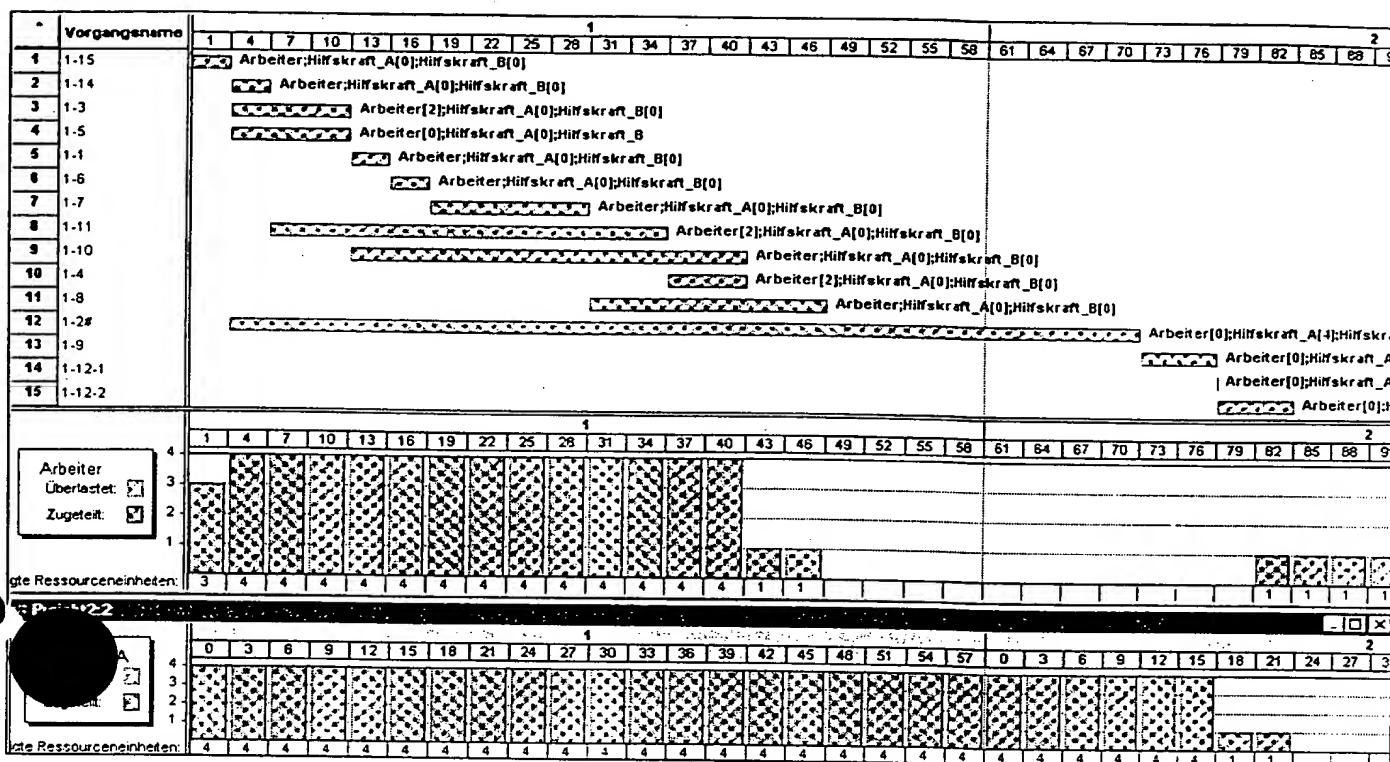 1 2
Vorgangsname 1 4 7 10 13 16 19 22 25 28 31 34 37 40 43 46 49 52 55 58 61 64 67 70 73 76 79 82 85 88
1 1-15 Arbeiter;Hilfskraft_A[0];Hilfskraft_B[0]
2 1-14 Arbeiter;Hilfskraft_A[0];Hilfskraft_B[0]
3 1-3 Arbeiter[2];Hilfskraft_A[0];Hilfskraft_B[0]
4 1-5 Arbeiter[0];Hilfskraft_A[0];Hilfskraft_B
5 1-1 Arbeiter;Hilfskraft_A[0];Hilfskraft_B[0]
6 1-6 Arbeiter;Hilfskraft_A[0];Hilfskraft_B[0]
7 1-7 Arbeiter;Hilfskraft_A[0];Hilfskraft_B[0]
8 1-11 Arbeiter[2];Hilfskraft_A[0];Hilfskraft_B[0]
9 1-10 Arbeiter;Hilfskraft_A[0];Hilfskraft_B[0]
10 1-4 Arbeiter[2];Hilfskraft_A[0];Hilfskraft_B[0]
11 1-8 Arbeiter;Hilfskraft_A[0];Hilfskraft_B[0]
12 1-2# Arbeiter[0];Hilfskraft_A[4];Hilfskra
13 1-9 Arbeiter[0];Hilfskraft_A
14 1-12-1 Arbeiter[0];Hilfskraft_A
15 1-12-2 Arbeiter[0];H
1 2
1 4 7 10 13 16 19 22 25 28 31 34 37 40 43 46 49 52 55 58 61 64 67 70 73 76 79 82 85 88 9
4
Arbeiter
3
Überlastet:
Zugeteilt:
2
1
gte Ressourceneinheiten: 3 4 4 4 4 4 4 4 4 4 4 4 4 4 1 1 1 1 1 1
Projekt2:2
1 2
0 3 6 9 12 15 18 21 24 27 30 33 36 39 42 45 48 51 54 57 0 3 6 9 12 15 18 21 24 27 3
A
4
3
2
1
gte Ressourceneinheiten: 4 4 4 4 4 4 4 4 4 4 4 4 4 4 4 4 4 4 4 4 4 4 4 4 4 4 1 1